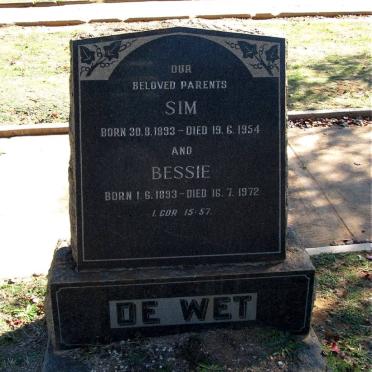 OUR
BELOVED PARENTS
SIM
BORN 30.8.1893 - DIED 19.6.1954
AND
BESSIE
BORN 1.6.1893 - DIED 16.7.1972
I. COR 15:57.
DE WET